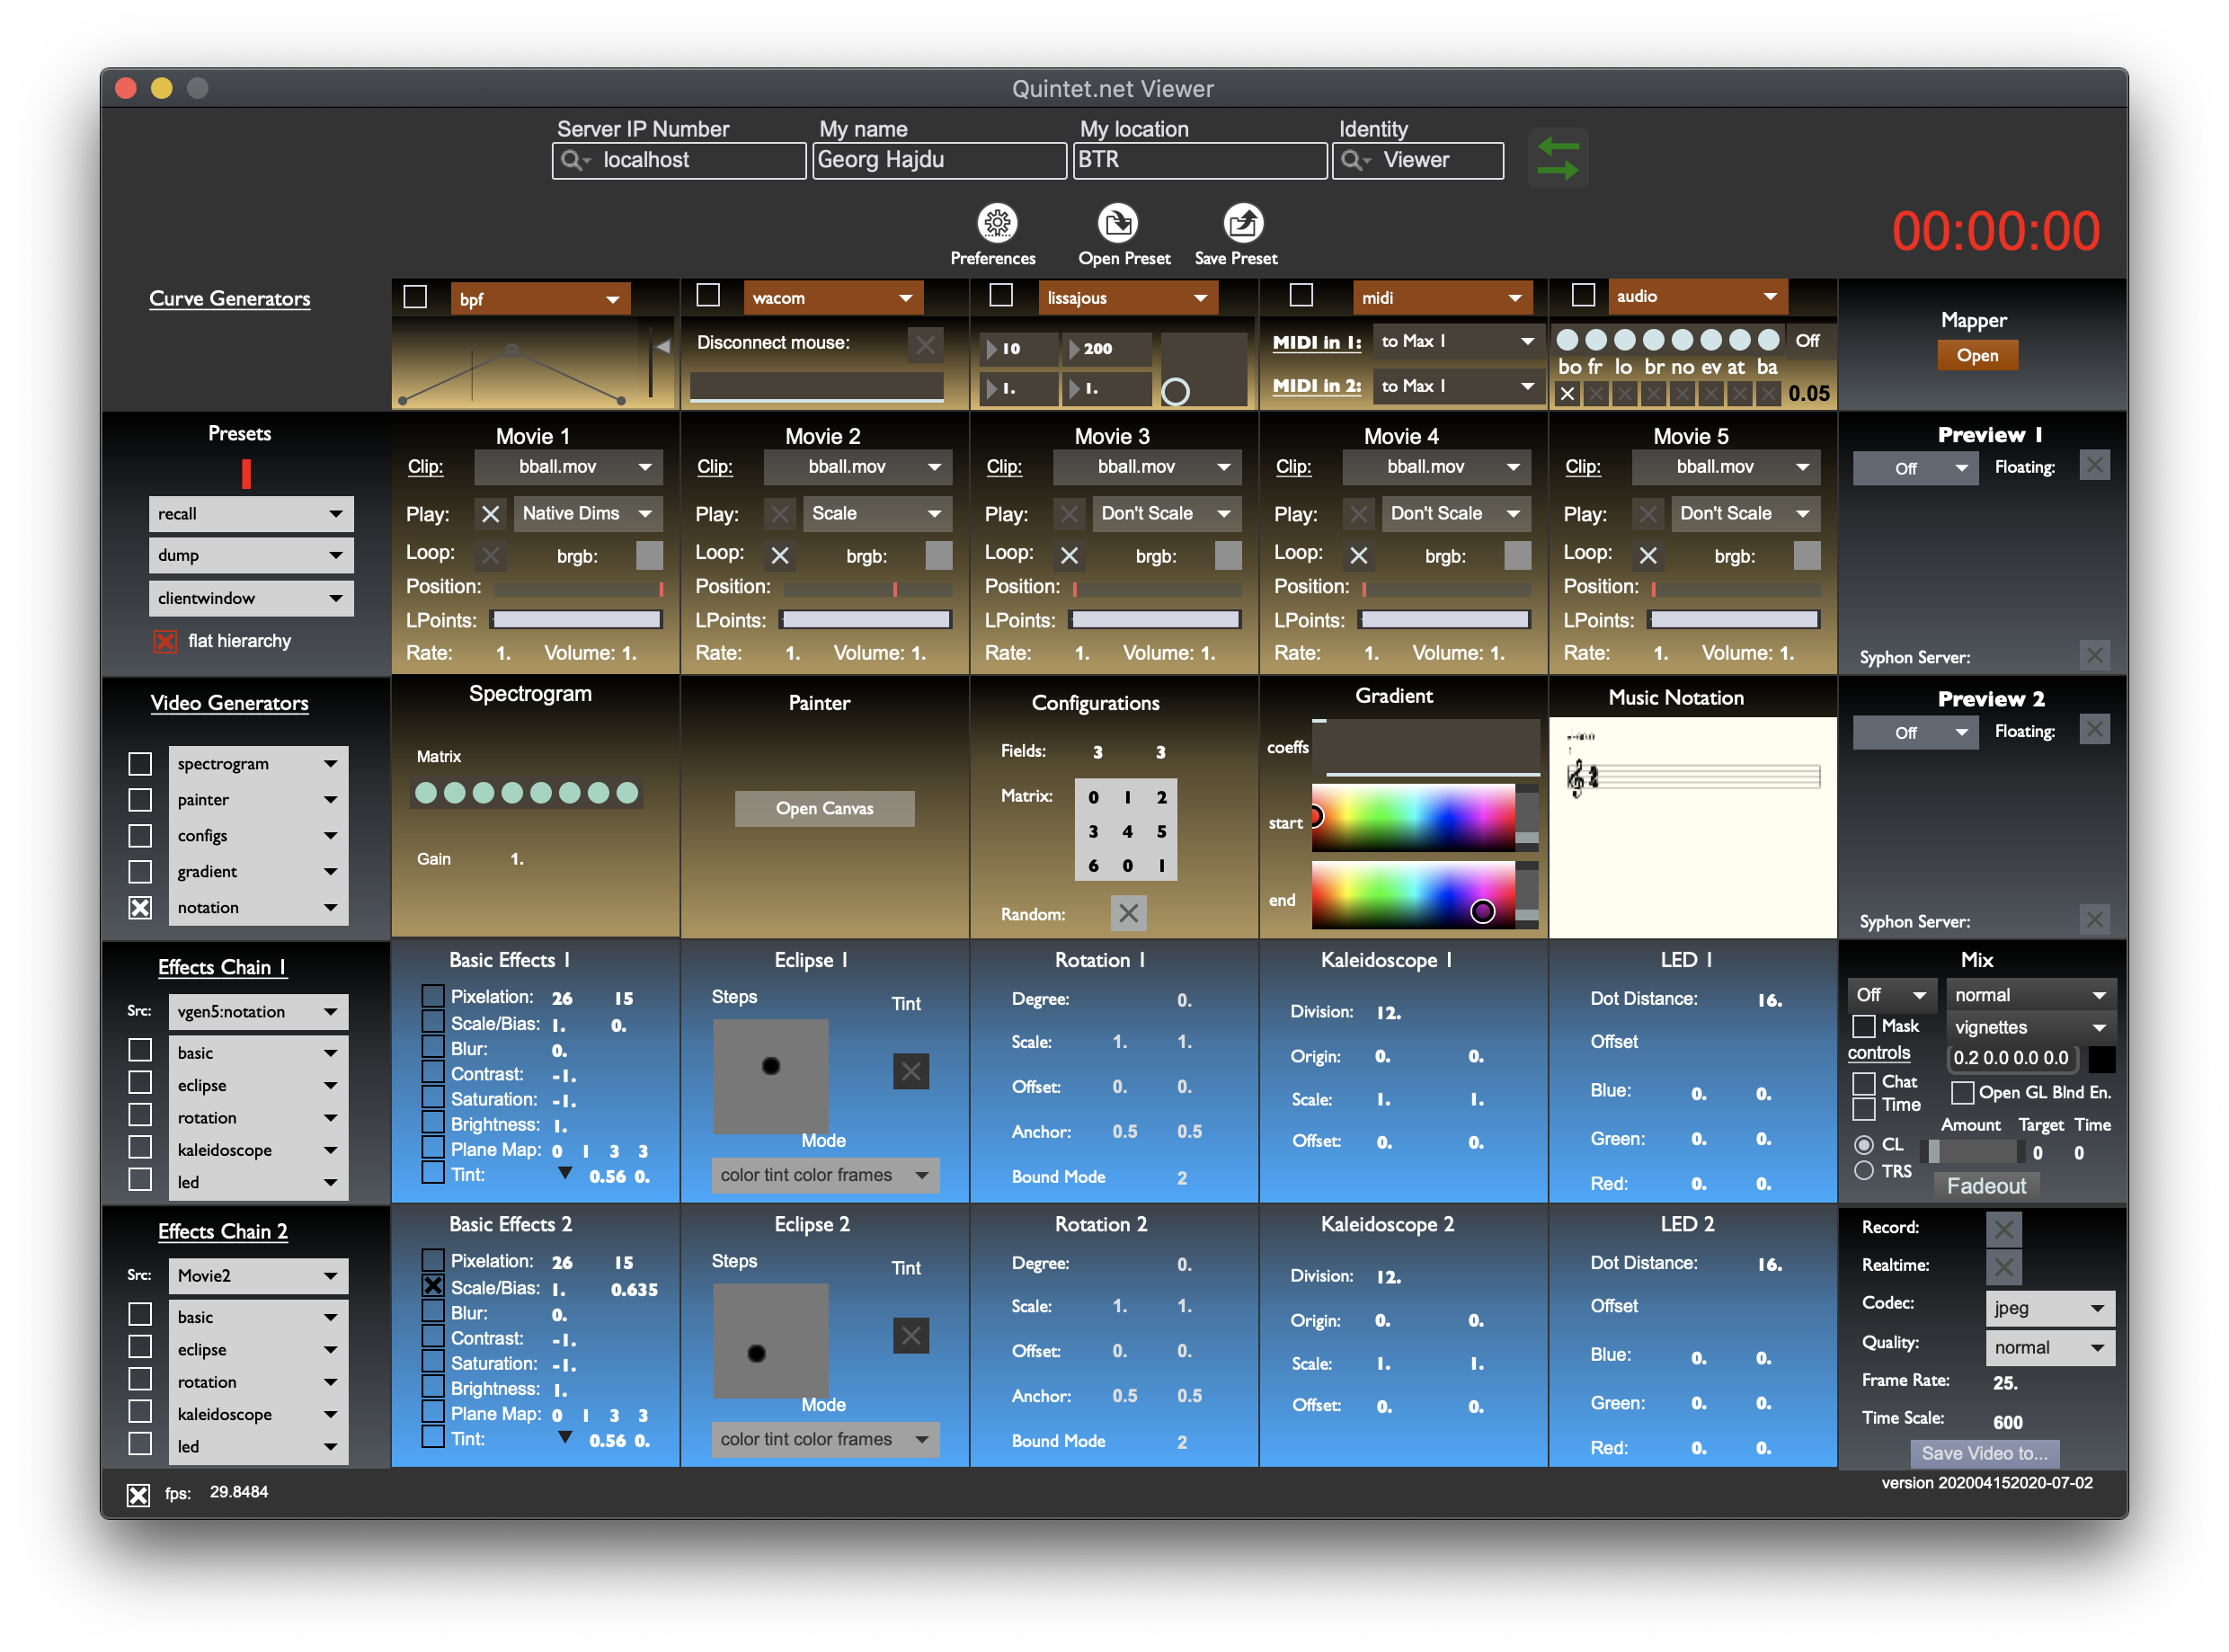 Quintet.net Viewer
Server IP Number My name My location Identity
localhost Georg Hajdu BTR Viewer
00:00:00
Preferences Open Preset Save Preset
Curve Generators
bpf
wacom
Disconnect mouse:
lissajous
10 200
1. 1.
midi
MIDI in 1: to Max 1
MIDI in 2: to Max 1
audio
Off
bo fr lo br no ev at ba
0.05
Mapper
Open
Presets
recall
dump
clientwindow
flat hierarchy
Movie 1
Clip: bball.mov
Play: Native Dims
Loop: brgb:
Position:
LPoints:
Rate: 1. Volume: 1.
Movie 2
Clip: bball.mov
Play: Scale
Loop: brgb:
Position:
LPoints:
Rate: 1. Volume: 1.
Movie 3
Clip: bball.mov
Play: Don't Scale
Loop: brgb:
Position:
LPoints:
Rate: 1. Volume: 1.
Movie 4
Clip: bball.mov
Play: Don't Scale
Loop: brgb:
Position:
LPoints:
Rate: 1. Volume: 1.
Movie 5
Clip: bball.mov
Play: Don't Scale
Loop: brgb:
Position:
LPoints:
Rate: 1. Volume: 1.
Preview 1
Off Floating:
Syphon Server:
Video Generators
spectrogram
painter
configs
gradient
notation
Spectrogram
Matrix
Gain 1.
Painter
Open Canvas
Configurations
Fields: 3 3
Matrix: 0 1 2
3 4 5
6 0 1
Random:
Gradient
coeffs
start
end
Music Notation
Preview 2
Off Floating:
Syphon Server:
Effects Chain 1
Src: vgen5:notation
basic
eclipse
rotation
kaleidoscope
led
Basic Effects 1
Pixelation: 26 15
Scale/Bias: 1. 0.
Blur: 0.
Contrast: -1.
Saturation: -1.
Brightness: 1.
Plane Map: 0 1 3 3
Tint: 0.56 0.
Eclipse 1
Steps Tint
Mode
color tint color frames
Rotation 1
Degree: 0.
Scale: 1. 1.
Offset: 0. 0.
Anchor: 0.5 0.5
Bound Mode 2
Kaleidoscope 1
Division: 12.
Origin: 0. 0.
Scale: 1. 1.
Offset: 0. 0.
LED 1
Dot Distance: 16.
Offset
Blue: 0. 0.
Green: 0. 0.
Red: 0. 0.
Mix
Off normal
Mask vignettes
controls 0.2 0.0 0.0 0.0
Chat
Open GL Blnd En.
Time
Amount Target Time
CL 0 0
TRS
Fadeout
Effects Chain 2
Src: Movie2
basic
eclipse
rotation
kaleidoscope
led
Basic Effects 2
Pixelation: 26 15
Scale/Bias: 1. 0.635
Blur: 0.
Contrast: -1.
Saturation: -1.
Brightness: 1.
Plane Map: 0 1 3 3
Tint: 0.56 0.
Eclipse 2
Steps Tint
Mode
color tint color frames
Rotation 2
Degree: 0.
Scale: 1. 1.
Offset: 0. 0.
Anchor: 0.5 0.5
Bound Mode 2
Kaleidoscope 2
Division: 12.
Origin: 0. 0.
Scale: 1. 1.
Offset: 0. 0.
LED 2
Dot Distance: 16.
Offset
Blue: 0. 0.
Green: 0. 0.
Red: 0. 0.
Record:
Realtime:
Codec: jpeg
Quality: normal
Frame Rate: 25.
Time Scale: 600
Save Video to...
fps: 29.8484
version 202004152020-07-02